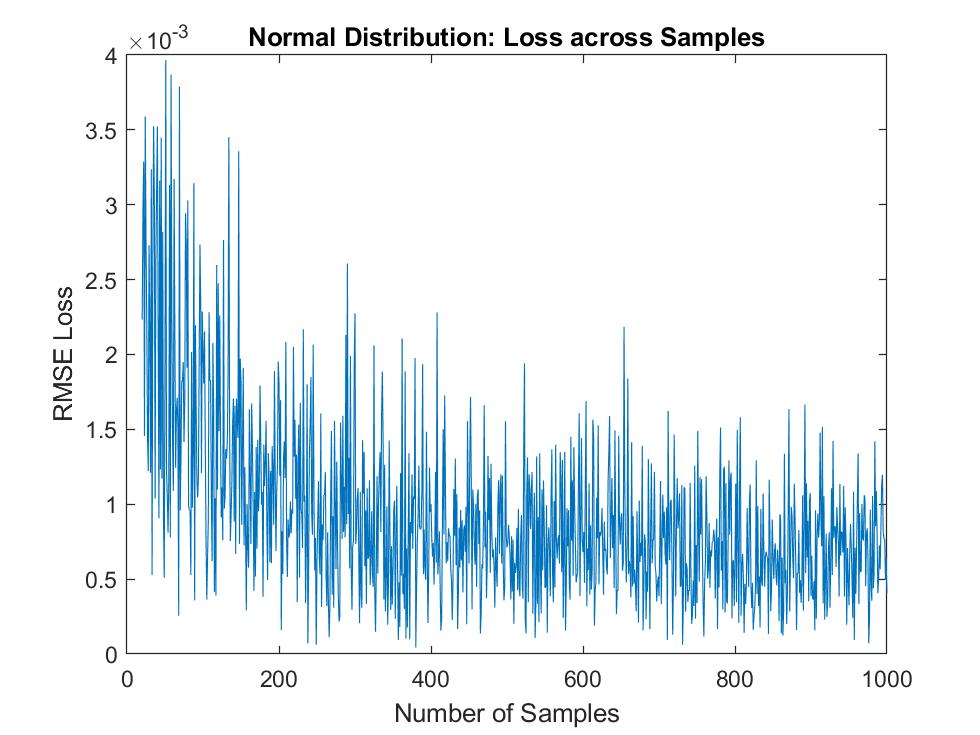 ×10⁻³
Normal Distribution: Loss across Samples
4
3.5
3
2.5
2
1.5
1
0.5
0
RMSE Loss
0 200 400 600 800 1000
Number of Samples